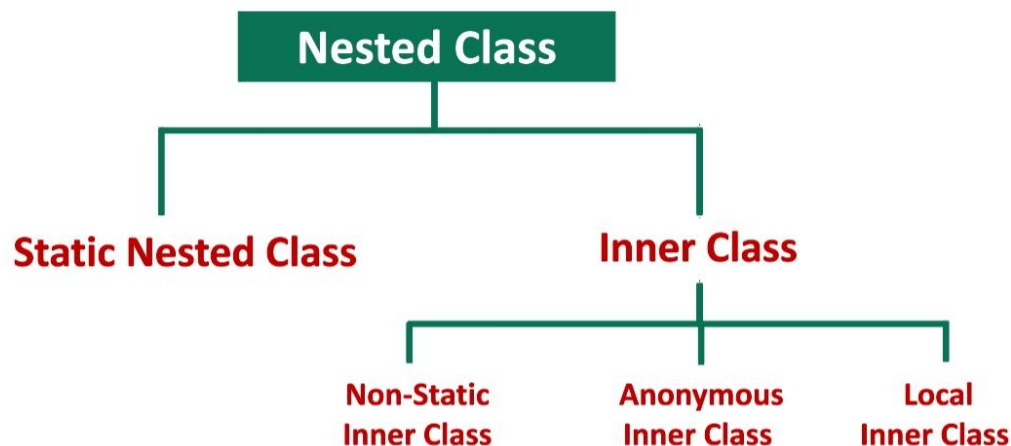 Nested Class
Static Nested Class
Inner Class
Non-Static
Inner Class
Anonymous
Inner Class
Local
Inner Class